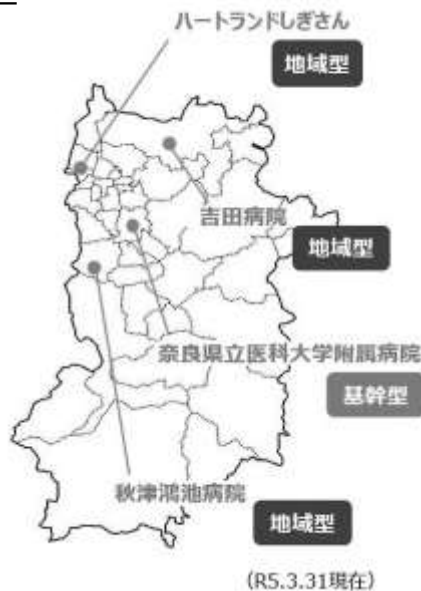 ハートランドしぎさん
地域型
吉田病院
地域型
奈良県立医科大学附属病院
基幹型
秋津鴻池病院
地域型
(R5.3.31現在)